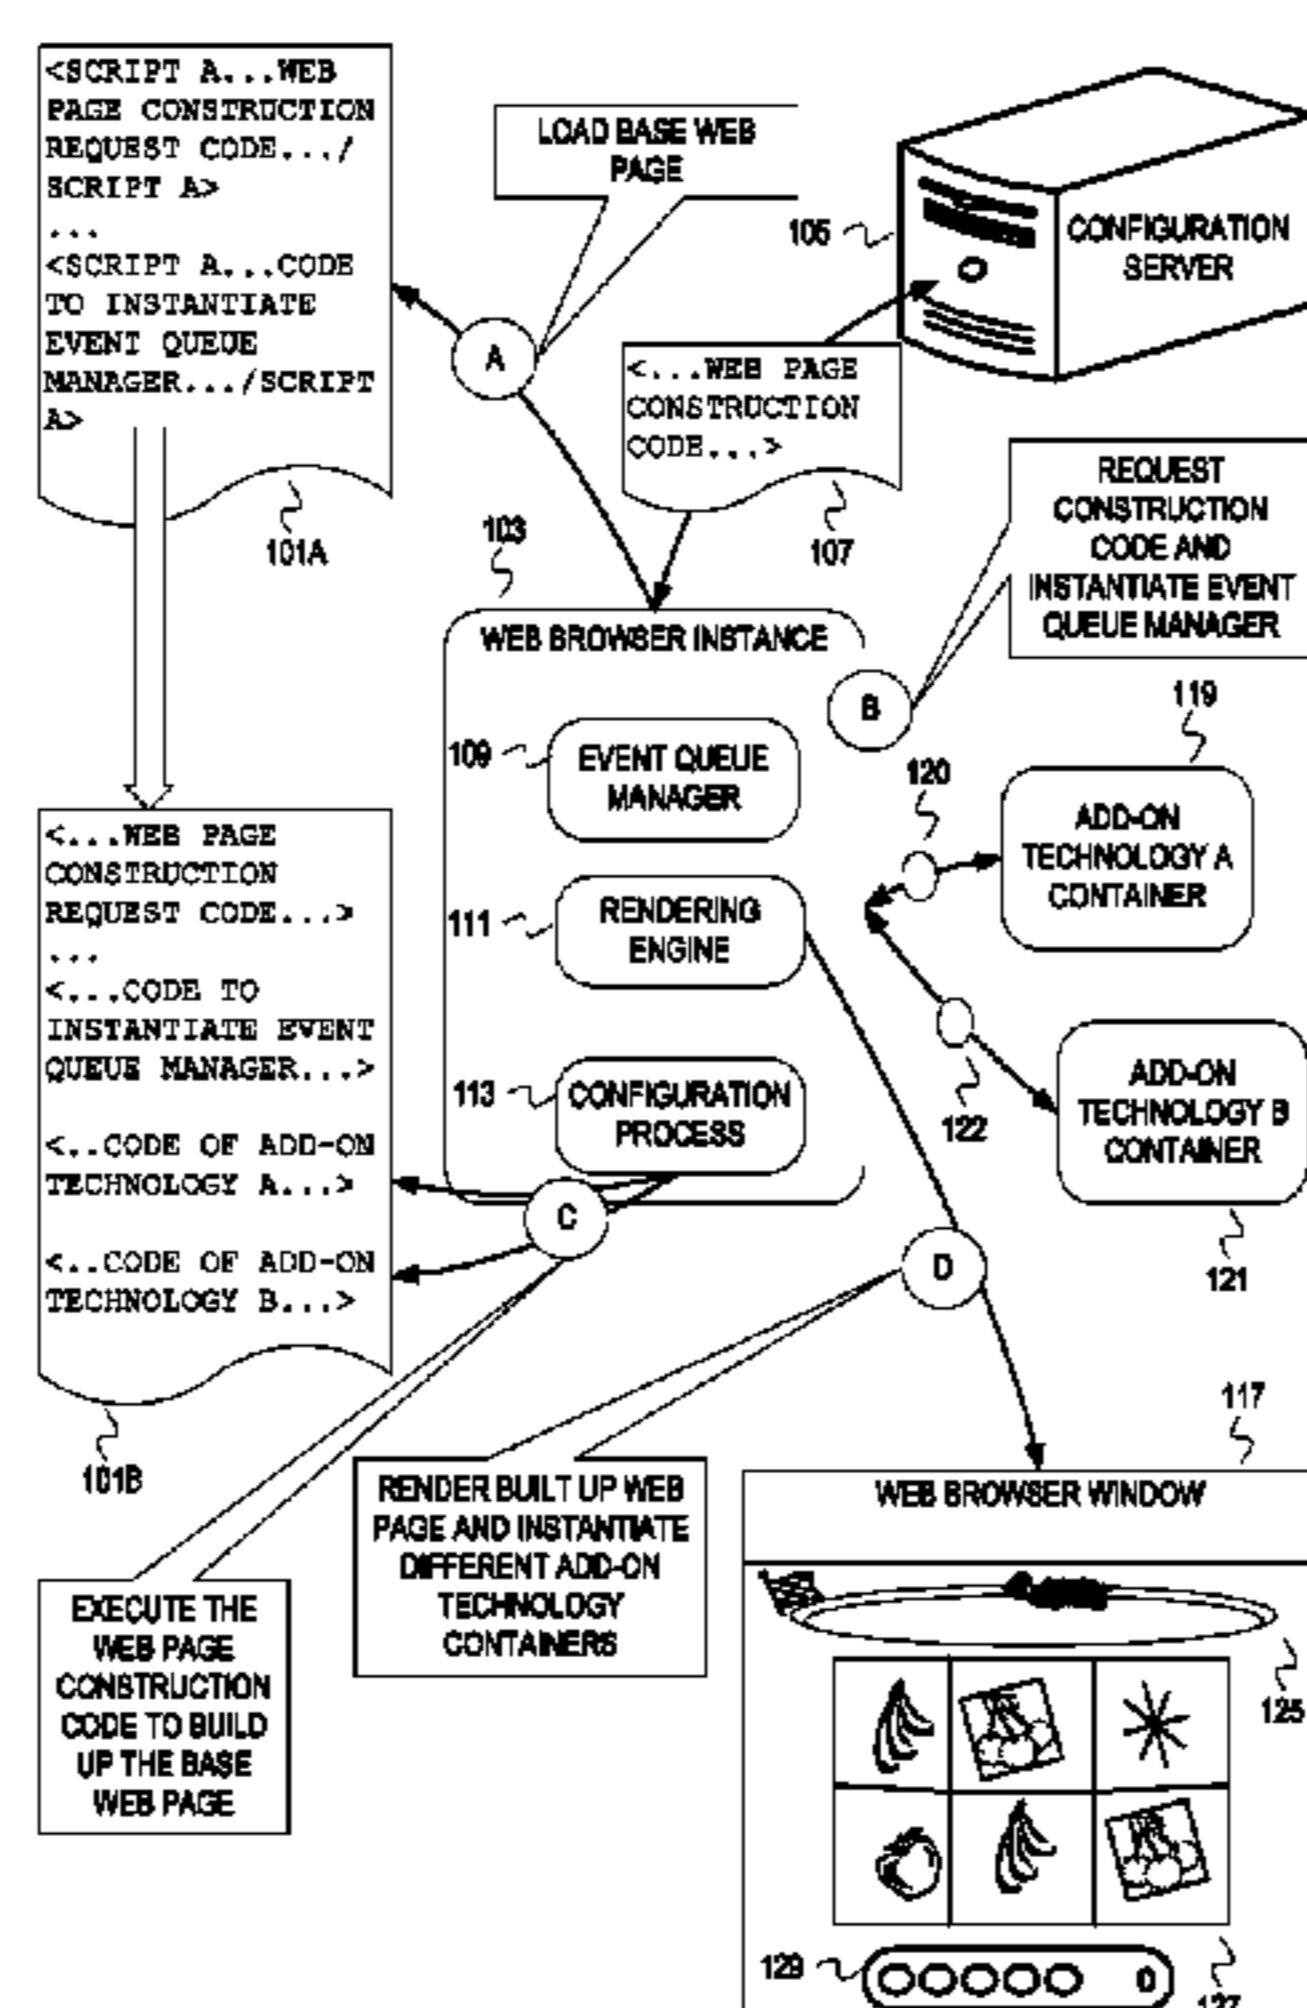 <SCRIPT A...WEB
PAGE CONSTRUCTION
REQUEST CODE.../
SCRIPT A>
...
<SCRIPT A...CODE
TO INSTANTIATE
EVENT QUEUE
MANAGER.../SCRIPT
A>
101A
LOAD BASE WEB
PAGE
A
105
CONFIGURATION
SERVER
<...WEB PAGE
CONSTRUCTION
CODE...>
107
REQUEST
CONSTRUCTION
CODE AND
INSTANTIATE EVENT
QUEUE MANAGER
B
103
WEB BROWSER INSTANCE
109
EVENT QUEUE
MANAGER
111
RENDERING
ENGINE
113
CONFIGURATION
PROCESS
119
120
ADD-ON
TECHNOLOGY A
CONTAINER
122
ADD-ON
TECHNOLOGY B
CONTAINER
121
<...WEB PAGE
CONSTRUCTION
REQUEST CODE...>
...
<...CODE TO
INSTANTIATE EVENT
QUEUE MANAGER...>
<..CODE OF ADD-ON
TECHNOLOGY A...>
<..CODE OF ADD-ON
TECHNOLOGY B...>
101B
C
EXECUTE THE
WEB PAGE
CONSTRUCTION
CODE TO BUILD
UP THE BASE
WEB PAGE
D
RENDER BUILT UP WEB
PAGE AND INSTANTIATE
DIFFERENT ADD-ON
TECHNOLOGY
CONTAINERS
117
WEB BROWSER WINDOW
125
129
127